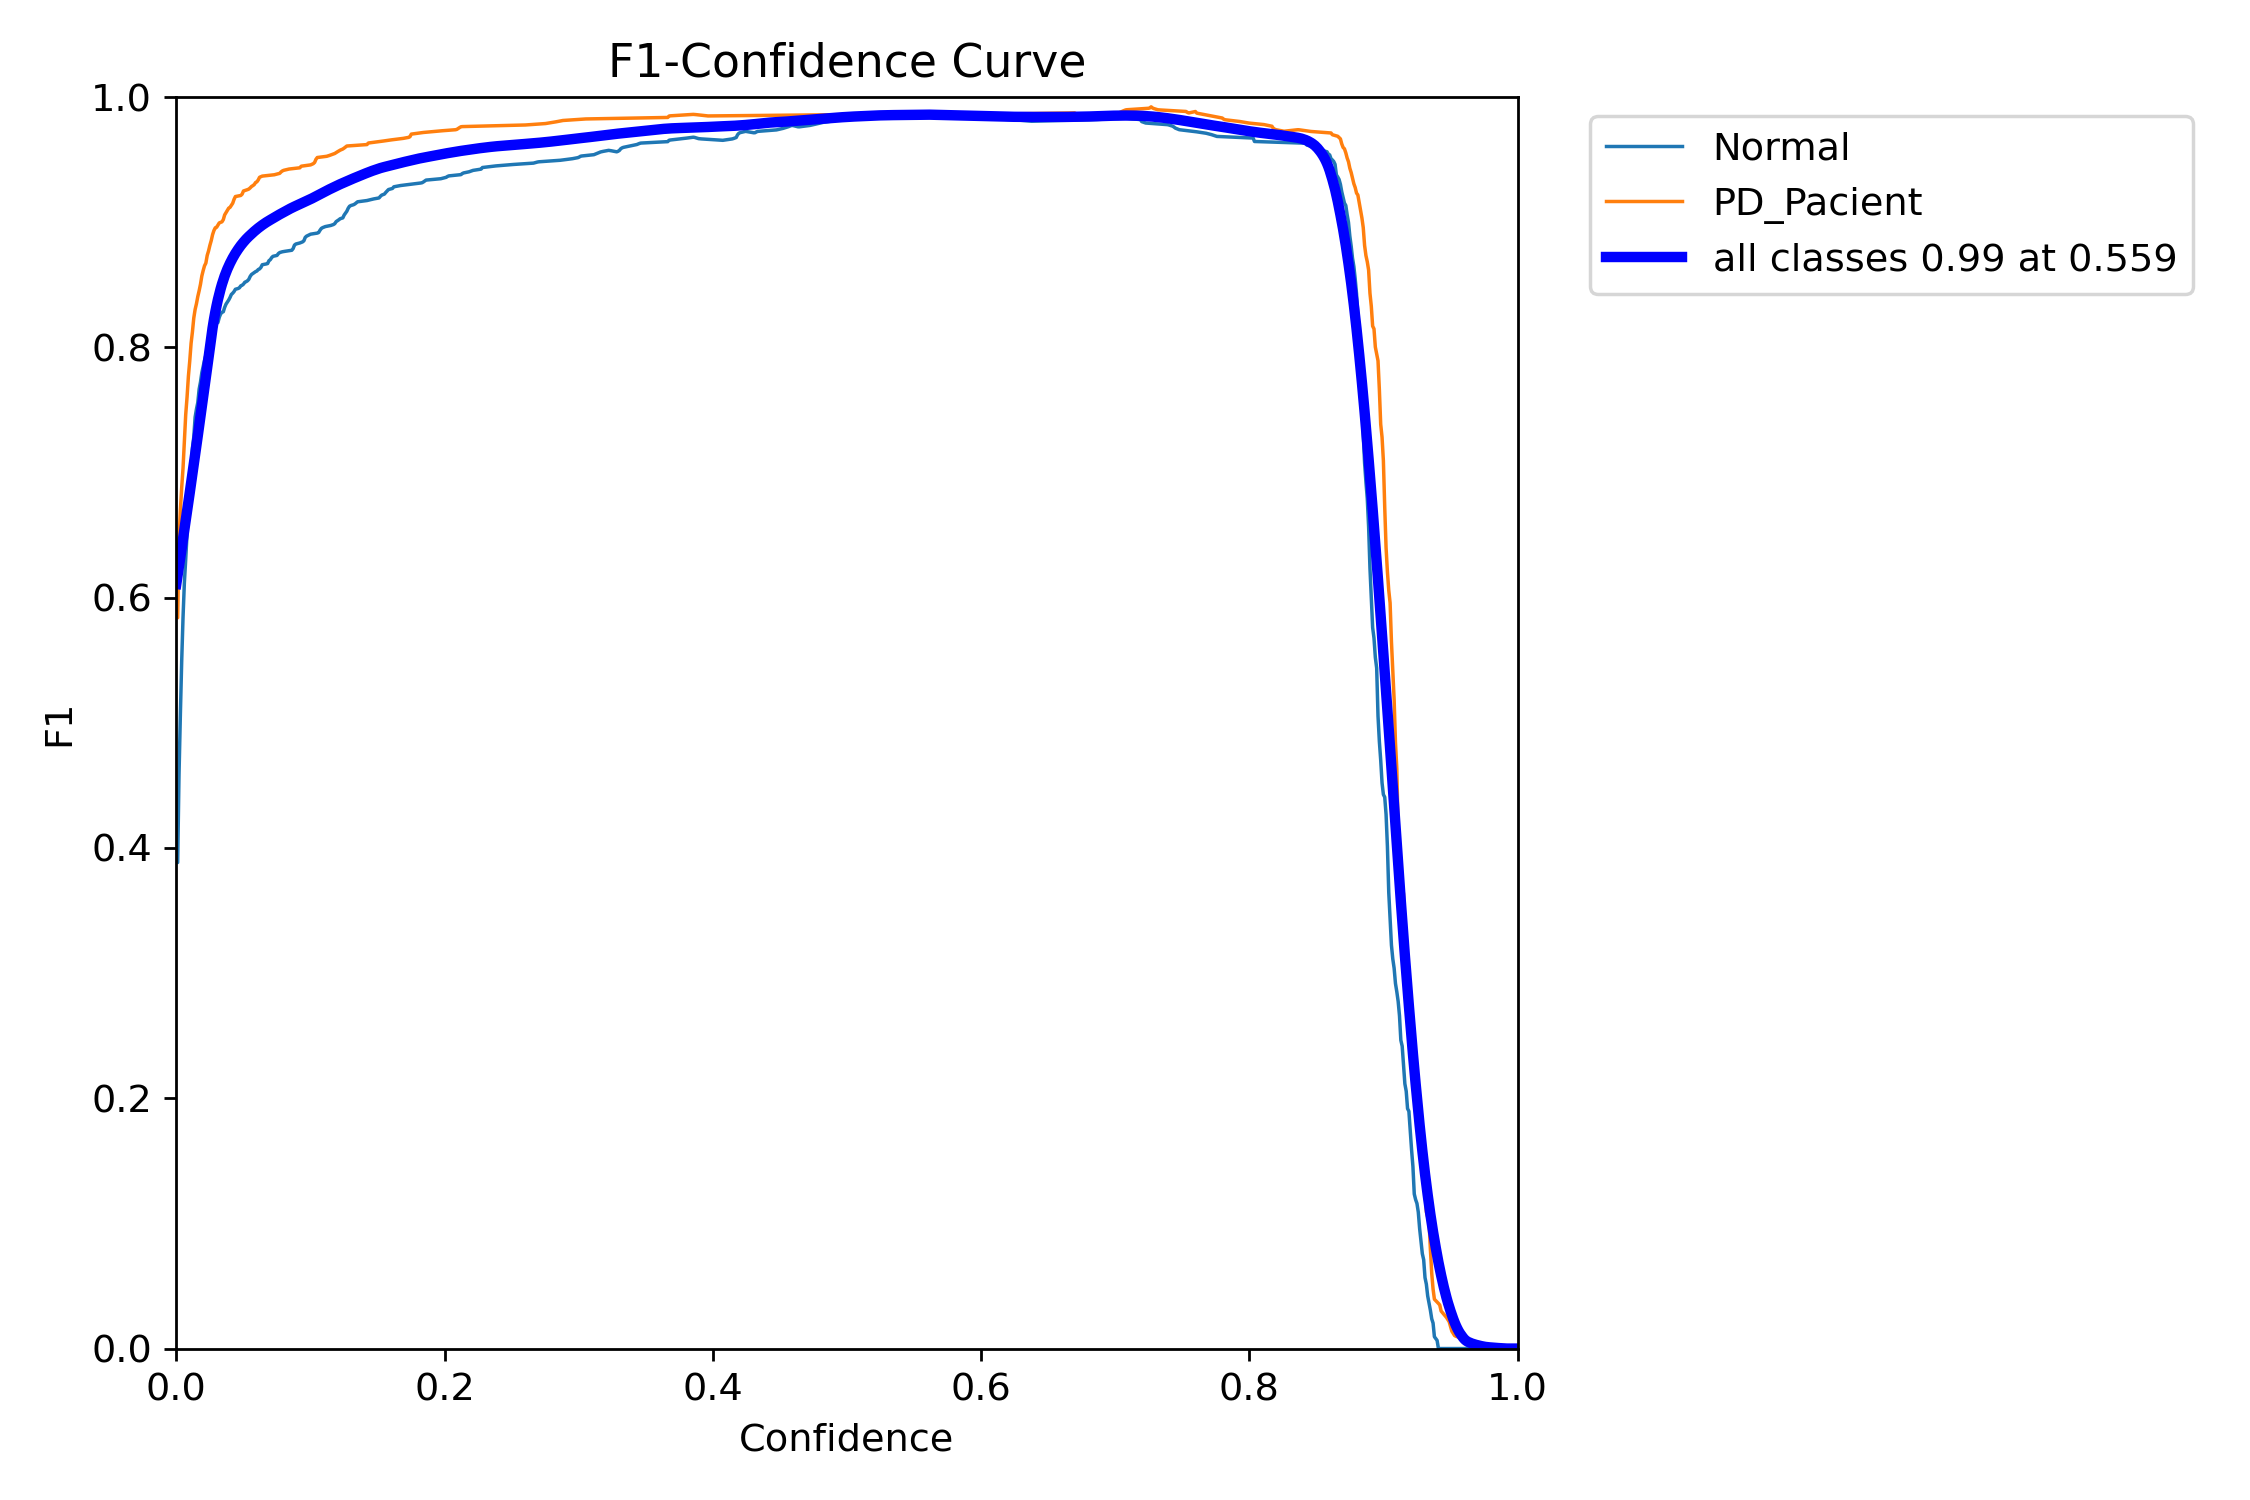 F1-Confidence Curve
1.0
0.8
0.6
0.4
0.2
0.0
F1
0.0 0.2 0.4 0.6 0.8 1.0
Confidence
Normal
PD_Pacient
all classes 0.99 at 0.559